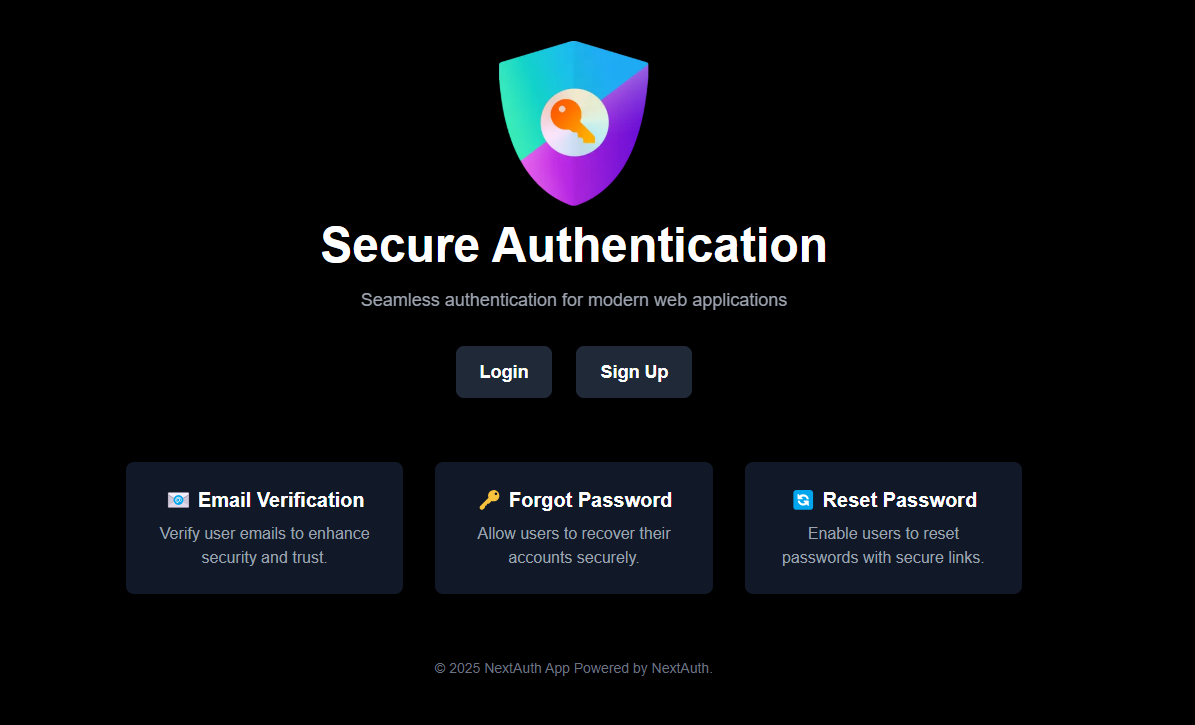 Secure Authentication
Seamless authentication for modern web applications
Login
Sign Up
Email Verification
Verify user emails to enhance
security and trust.
Forgot Password
Allow users to recover their
accounts securely.
Reset Password
Enable users to reset
passwords with secure links.
© 2025 NextAuth App Powered by NextAuth.